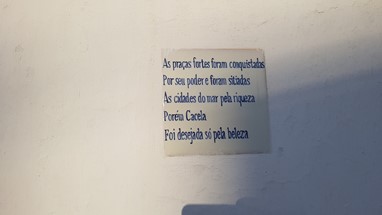 As praças fortes foram conquistadas
Por seu poder e foram sitiadas
As cidades do mar pela riqueza
Porém Cacela
Foi desejada só pela beleza